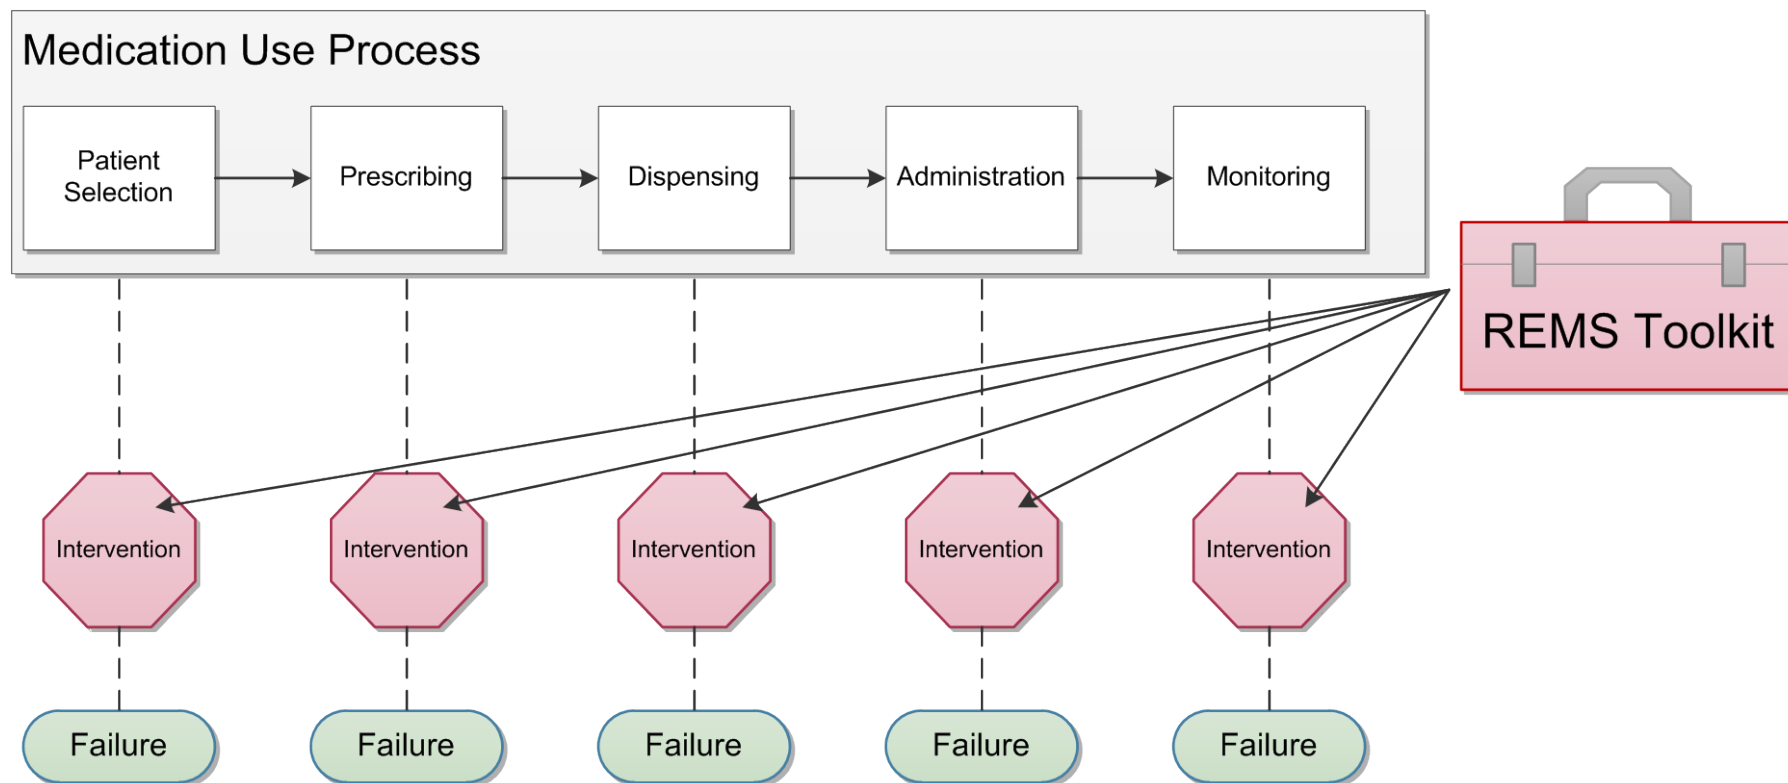 Medication Use Process
Patient
Selection
Prescribing
Dispensing
Administration
Monitoring
REMS Toolkit
Intervention
Intervention
Intervention
Intervention
Intervention
Failure
Failure
Failure
Failure
Failure